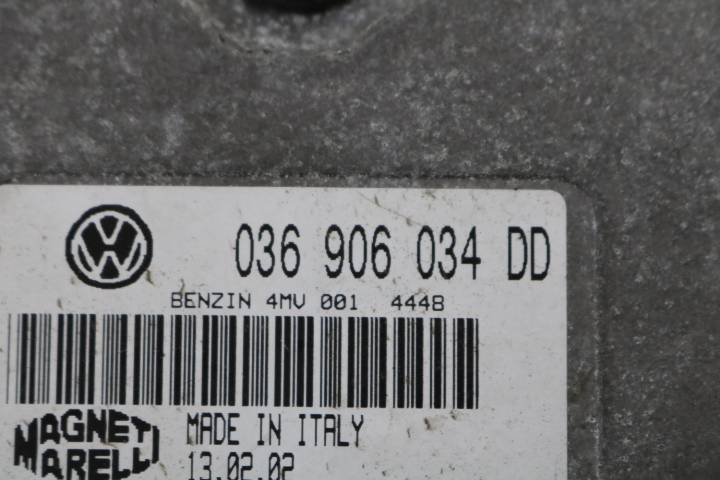 036 906 034 DD
BENZIN 4MV 001 4448
MAGNETI
MARELLI
MADE IN ITALY
13.02.02